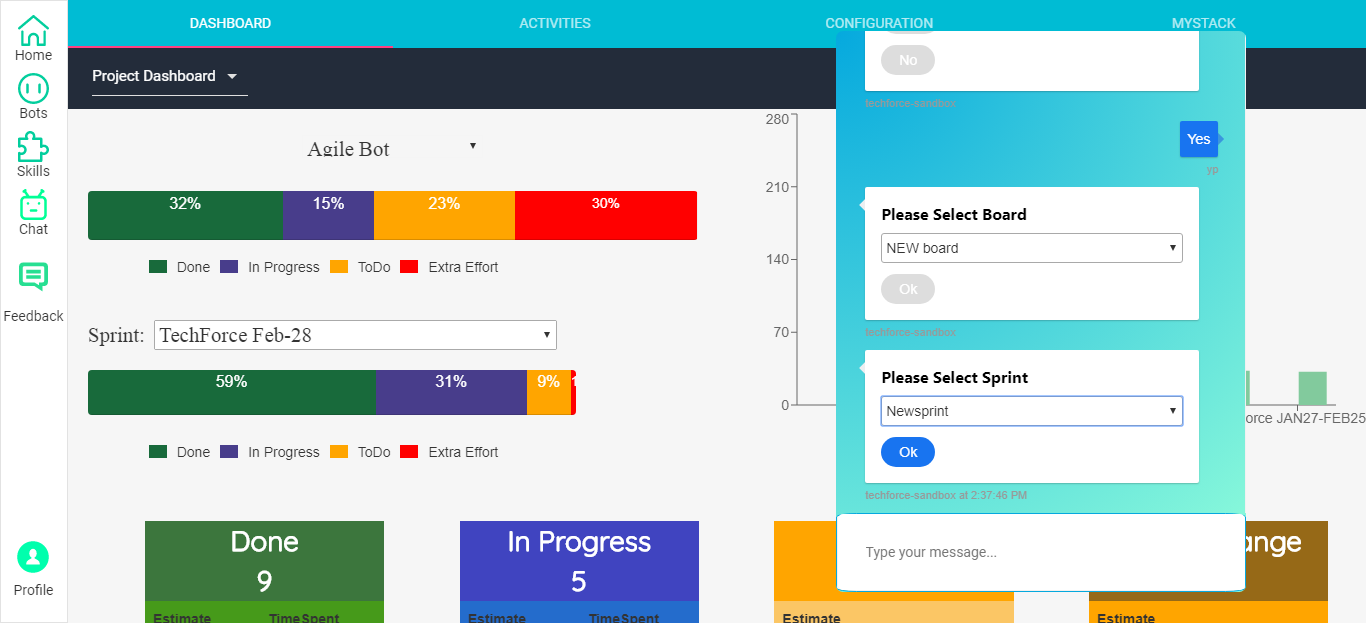 DASHBOARD
ACTIVITIES
CONFIGURATION
MYSTACK
Home
Bots
Skills
Chat
Feedback
Profile
Project Dashboard
Agile Bot
32%
15%
23%
30%
Done
In Progress
ToDo
Extra Effort
Sprint:
TechForce Feb-28
59%
31%
9%
Done
In Progress
ToDo
Extra Effort
Done
9
Estimate
TimeSpent
In Progress
5
Estimate
TimeSpent
Estimate
ange
Estimate
280
210
140
70
0
orce JAN27-FEB25
No
techforce-sandbox
Yes
yp
Please Select Board
NEW board
Ok
techforce-sandbox
Please Select Sprint
Newsprint
Ok
techforce-sandbox at 2:37:46 PM
Type your message...